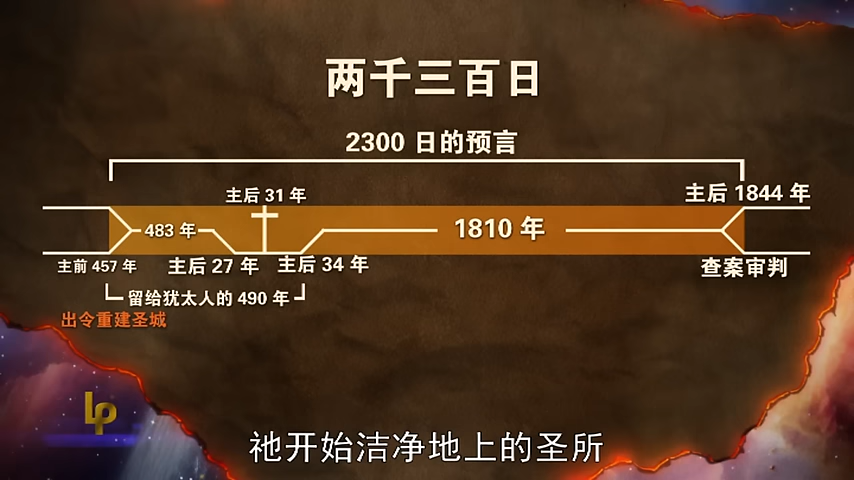 两千三百日
2300 日的预言
主后 31 年
主后 1844 年
483 年
1810 年
主前 457 年
主后 27 年
主后 34 年
查案审判
留给犹太人的 490 年
出令重建圣城
Lp
祂开始洁净地上的圣所